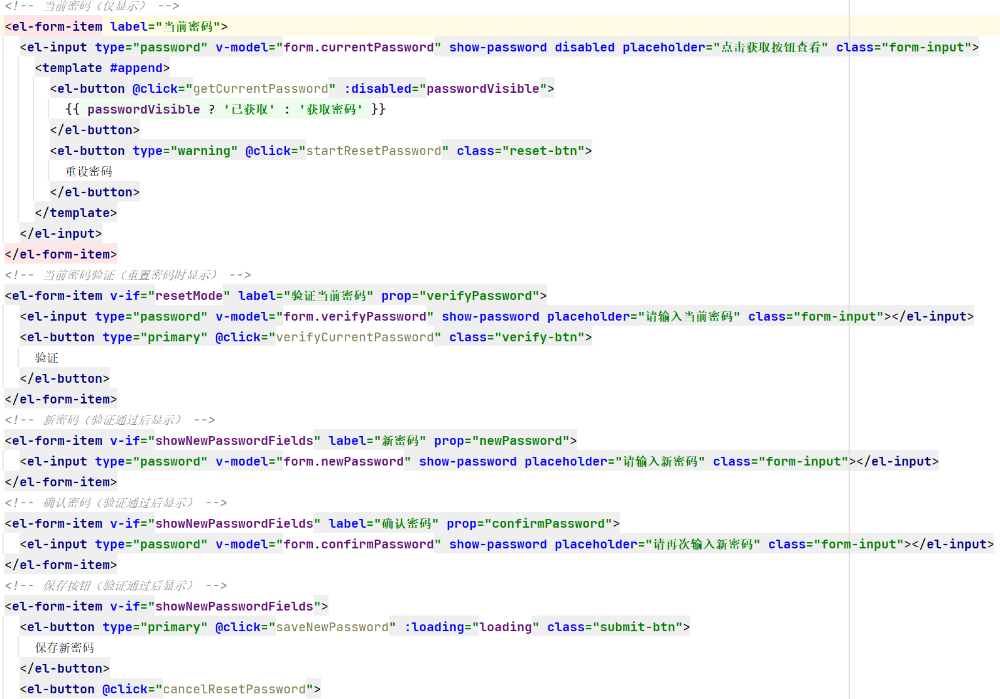 <!-- 当前密码（仅显示） -->
<el-form-item label="当前密码">
  <el-input type="password" v-model="form.currentPassword" show-password disabled placeholder="点击获取按钮查看" class="form-input">
    <template #append>
      <el-button @click="getCurrentPassword" :disabled="passwordVisible">
        {{ passwordVisible ? '已获取' : '获取密码' }}
      </el-button>
      <el-button type="warning" @click="startResetPassword" class="reset-btn">
        重设密码
      </el-button>
    </template>
  </el-input>
</el-form-item>
<!-- 当前密码验证（重置密码时显示） -->
<el-form-item v-if="resetMode" label="验证当前密码" prop="verifyPassword">
  <el-input type="password" v-model="form.verifyPassword" show-password placeholder="请输入当前密码" class="form-input"></el-input>
  <el-button type="primary" @click="verifyCurrentPassword" class="verify-btn">
    验证
  </el-button>
</el-form-item>
<!-- 新密码（验证通过后显示） -->
<el-form-item v-if="showNewPasswordFields" label="新密码" prop="newPassword">
  <el-input type="password" v-model="form.newPassword" show-password placeholder="请输入新密码" class="form-input"></el-input>
</el-form-item>
<!-- 确认密码（验证通过后显示） -->
<el-form-item v-if="showNewPasswordFields" label="确认密码" prop="confirmPassword">
  <el-input type="password" v-model="form.confirmPassword" show-password placeholder="请再次输入新密码" class="form-input"></el-input>
</el-form-item>
<!-- 保存按钮（验证通过后显示） -->
<el-form-item v-if="showNewPasswordFields">
  <el-button type="primary" @click="saveNewPassword" :loading="loading" class="submit-btn">
    保存新密码
  </el-button>
  <el-button @click="cancelResetPassword">